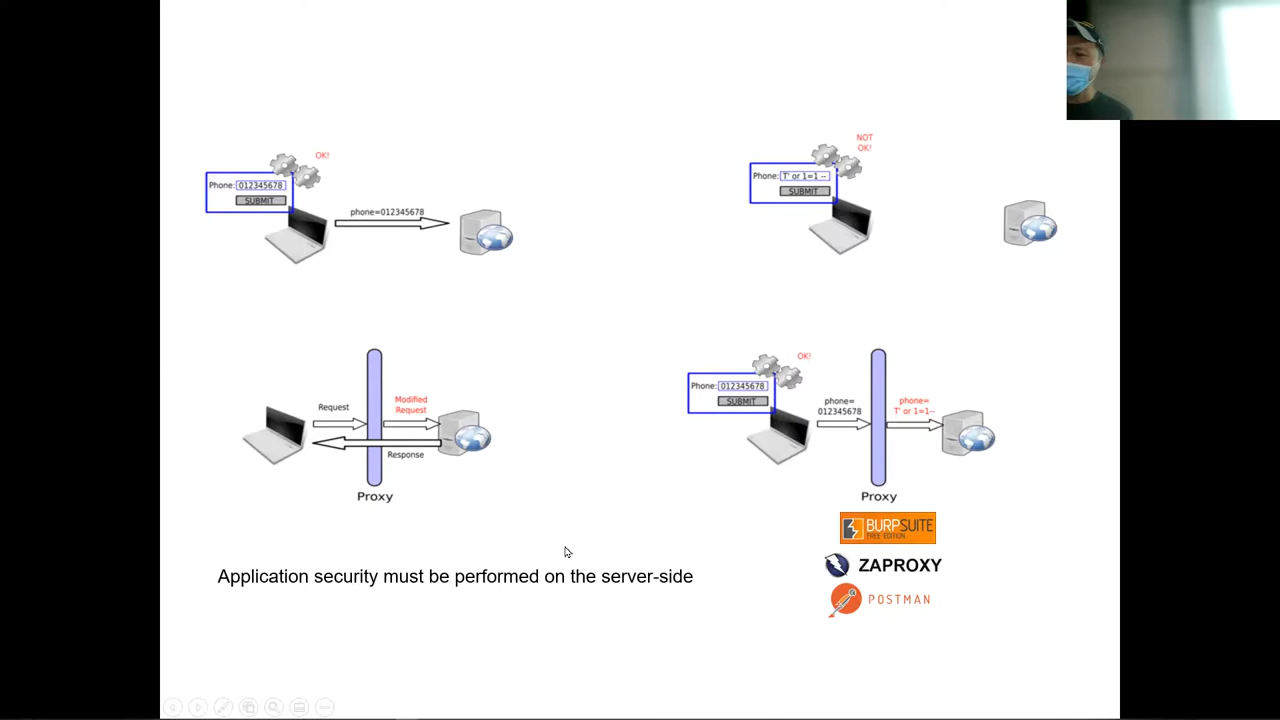 OK!
Phone: 012345678
SUBMIT
phone=012345678
NOT
OK!
Phone: T' or 1=1 --
SUBMIT
Request
Modified
Request
Response
Proxy
OK!
Phone: 012345678
SUBMIT
phone=
012345678
phone=
T' or 1=1--
Proxy
BURPSUITE
FREE EDITION
ZAPROXY
POSTMAN
Application security must be performed on the server-side